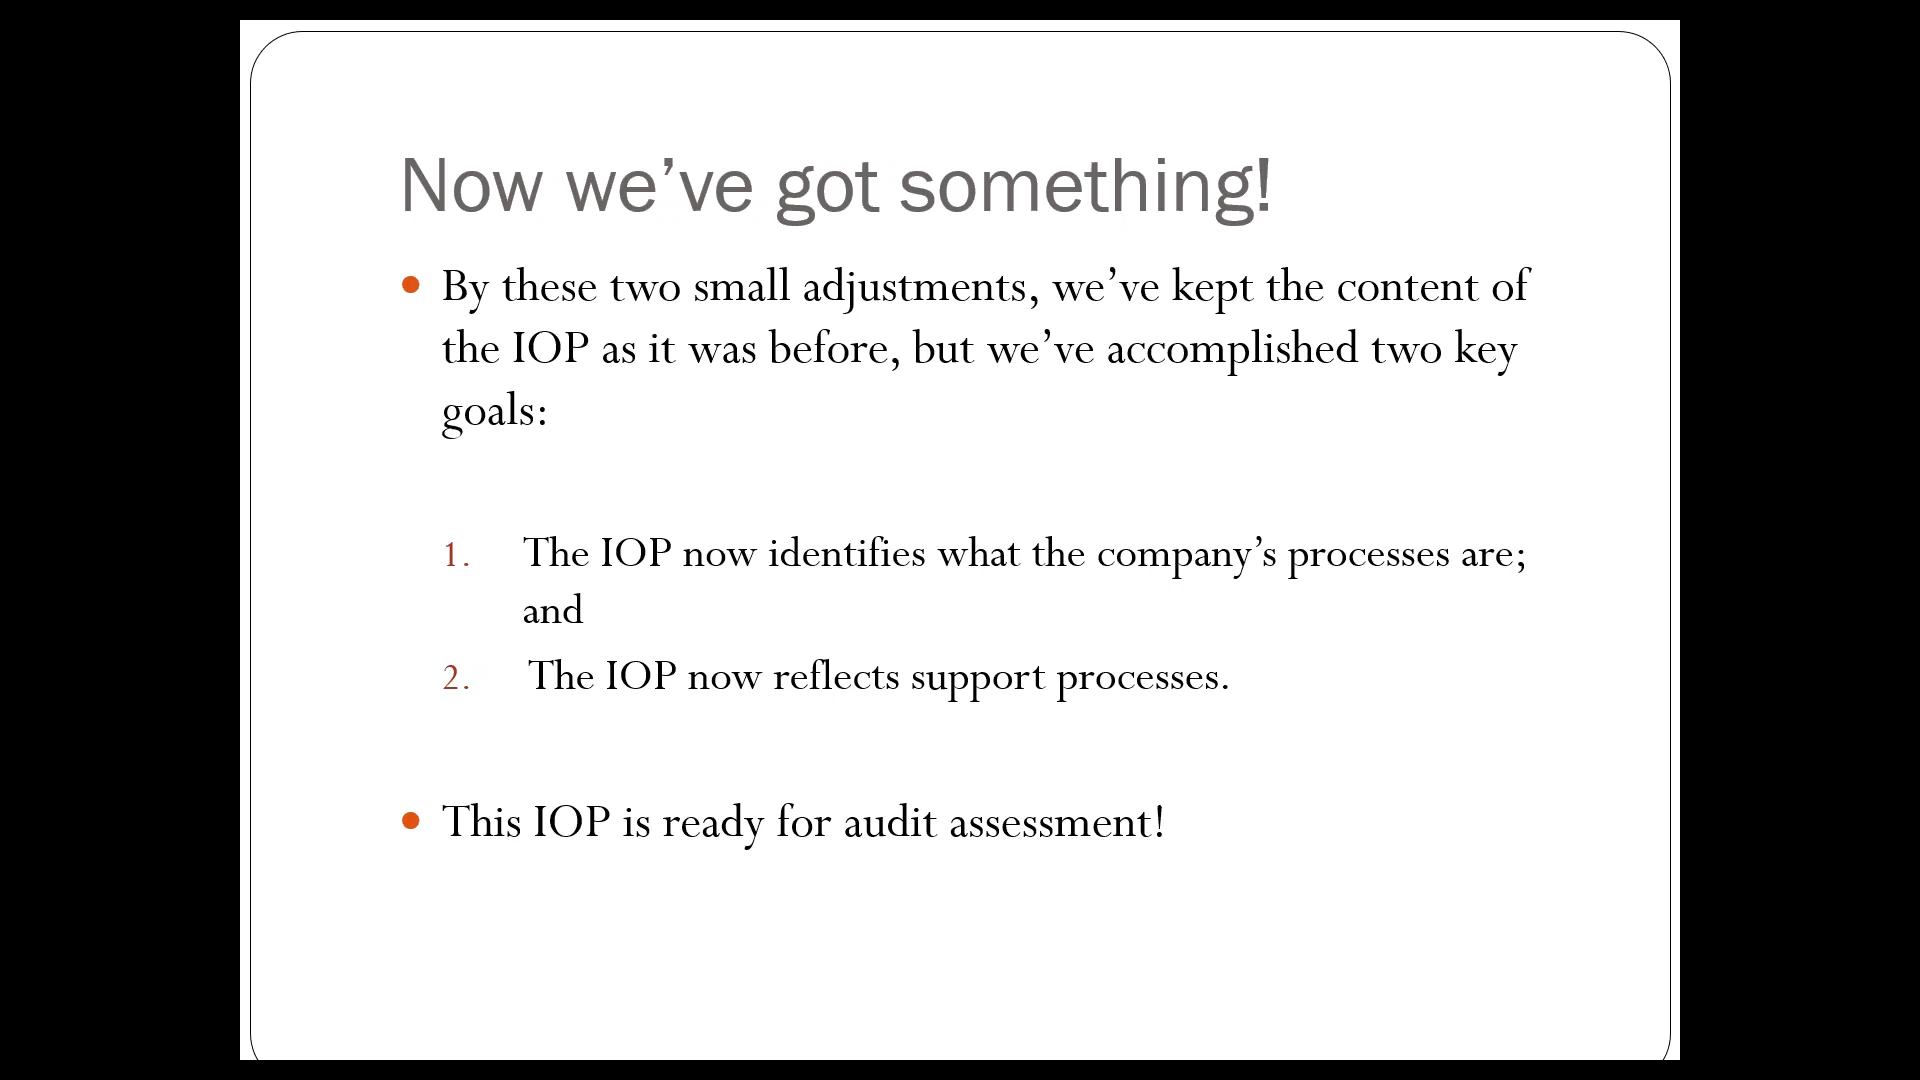 Now we’ve got something!
• By these two small adjustments, we’ve kept the content of
the IOP as it was before, but we’ve accomplished two key
goals:
1. The IOP now identifies what the company’s processes are;
and
2. The IOP now reflects support processes.
• This IOP is ready for audit assessment!